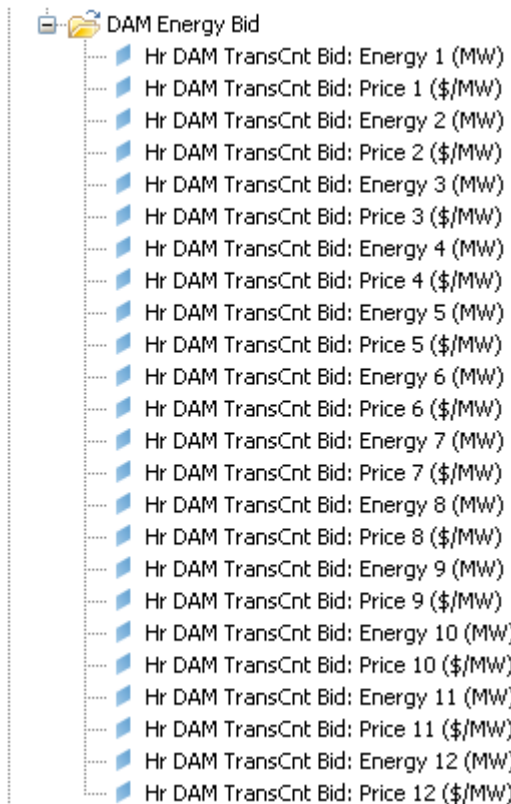 DAM Energy Bid
Hr DAM TransCnt Bid: Energy 1 (MW)
Hr DAM TransCnt Bid: Price 1 ($/MW)
Hr DAM TransCnt Bid: Energy 2 (MW)
Hr DAM TransCnt Bid: Price 2 ($/MW)
Hr DAM TransCnt Bid: Energy 3 (MW)
Hr DAM TransCnt Bid: Price 3 ($/MW)
Hr DAM TransCnt Bid: Energy 4 (MW)
Hr DAM TransCnt Bid: Price 4 ($/MW)
Hr DAM TransCnt Bid: Energy 5 (MW)
Hr DAM TransCnt Bid: Price 5 ($/MW)
Hr DAM TransCnt Bid: Energy 6 (MW)
Hr DAM TransCnt Bid: Price 6 ($/MW)
Hr DAM TransCnt Bid: Energy 7 (MW)
Hr DAM TransCnt Bid: Price 7 ($/MW)
Hr DAM TransCnt Bid: Energy 8 (MW)
Hr DAM TransCnt Bid: Price 8 ($/MW)
Hr DAM TransCnt Bid: Energy 9 (MW)
Hr DAM TransCnt Bid: Price 9 ($/MW)
Hr DAM TransCnt Bid: Energy 10 (MW)
Hr DAM TransCnt Bid: Price 10 ($/MW)
Hr DAM TransCnt Bid: Energy 11 (MW)
Hr DAM TransCnt Bid: Price 11 ($/MW)
Hr DAM TransCnt Bid: Energy 12 (MW)
Hr DAM TransCnt Bid: Price 12 ($/MW)